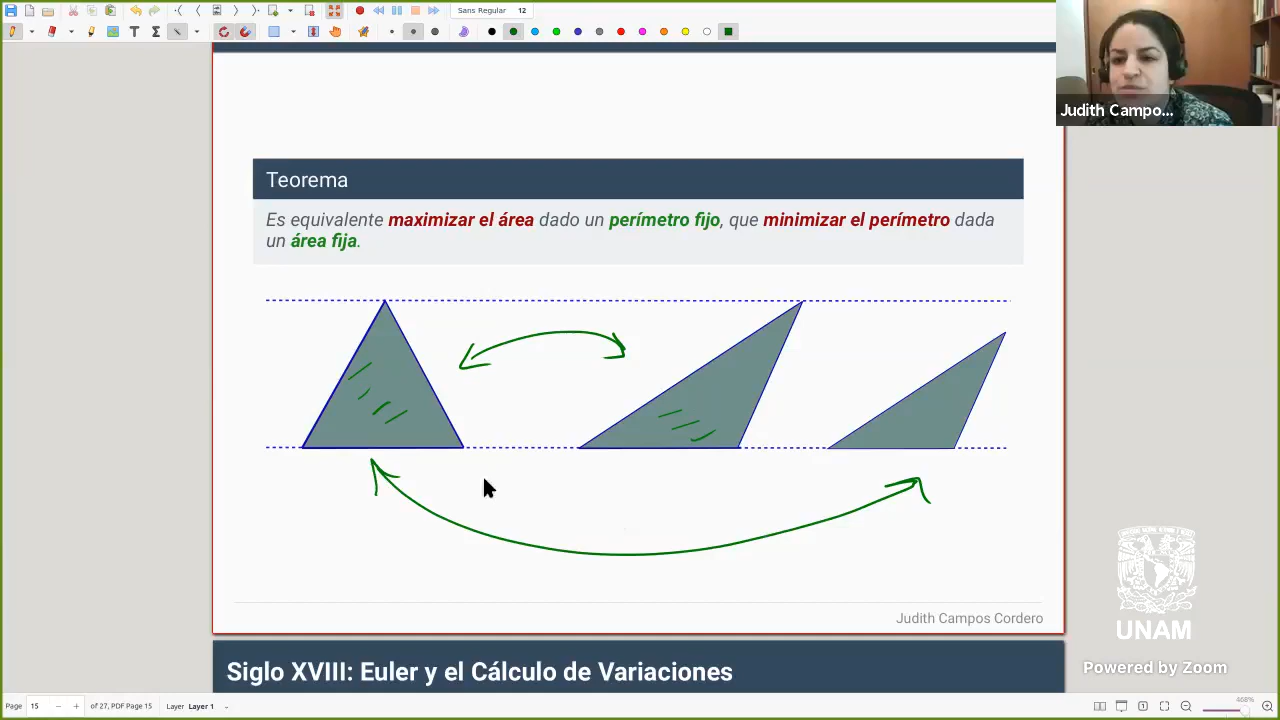 Sans Regular 12
Judith Campo...
Teorema
Es equivalente maximizar el área dado un perímetro fijo, que minimizar el perímetro dada
un área fija.
Judith Campos Cordero
UNAM
Siglo XVIII: Euler y el Cálculo de Variaciones
Powered by Zoom
Page 15 of 27, PDF Page 15 Layer Layer 1
468%